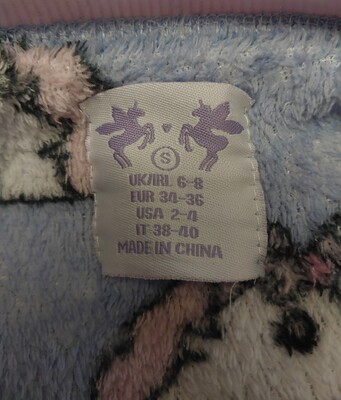 S
UK/IRL 6-8
EUR 34-36
USA 2-4
IT 38-40
MADE IN CHINA